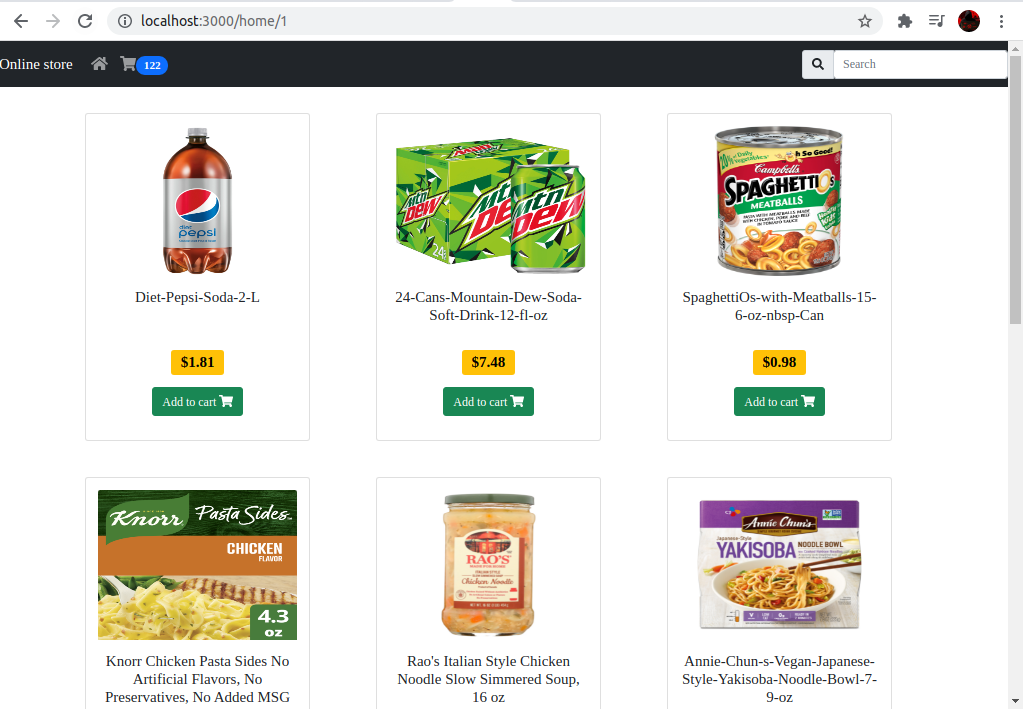 localhost:3000/home/1
Online store
122
Search
pepsi
diet
Mtn
DEW
24
Mtn
DEW
Campbell's
SPAGHETTIOS
MEATBALLS
Diet-Pepsi-Soda-2-L
24-Cans-Mountain-Dew-Soda-
Soft-Drink-12-fl-oz
SpaghettiOs-with-Meatballs-15-
6-oz-nbsp-Can
$1.81
$7.48
$0.98
Add to cart
Add to cart
Add to cart
Knorr
Pasta Sides
CHICKEN
FLAVOR
4.3
oz
RAO'S
Chicken Noodle
Annie Chun's
Japanese-Style
YAKISOBA NOODLE BOWL
Knorr Chicken Pasta Sides No
Artificial Flavors, No
Preservatives, No Added MSG
Rao's Italian Style Chicken
Noodle Slow Simmered Soup,
16 oz
Annie-Chun-s-Vegan-Japanese-
Style-Yakisoba-Noodle-Bowl-7-
9-oz